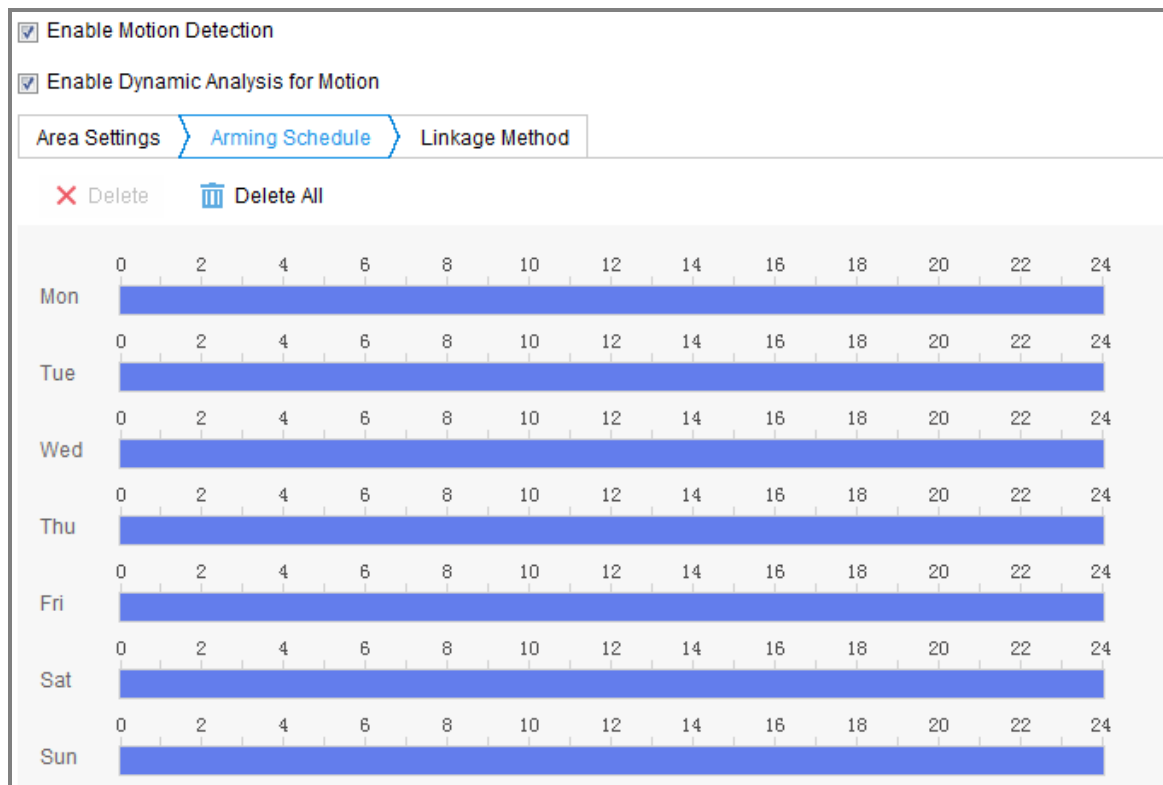 Enable Motion Detection
Enable Dynamic Analysis for Motion
Area Settings Arming Schedule Linkage Method
Delete Delete All
0 2 4 6 8 10 12 14 16 18 20 22 24
Mon
0 2 4 6 8 10 12 14 16 18 20 22 24
Tue
0 2 4 6 8 10 12 14 16 18 20 22 24
Wed
0 2 4 6 8 10 12 14 16 18 20 22 24
Thu
0 2 4 6 8 10 12 14 16 18 20 22 24
Fri
0 2 4 6 8 10 12 14 16 18 20 22 24
Sat
0 2 4 6 8 10 12 14 16 18 20 22 24
Sun